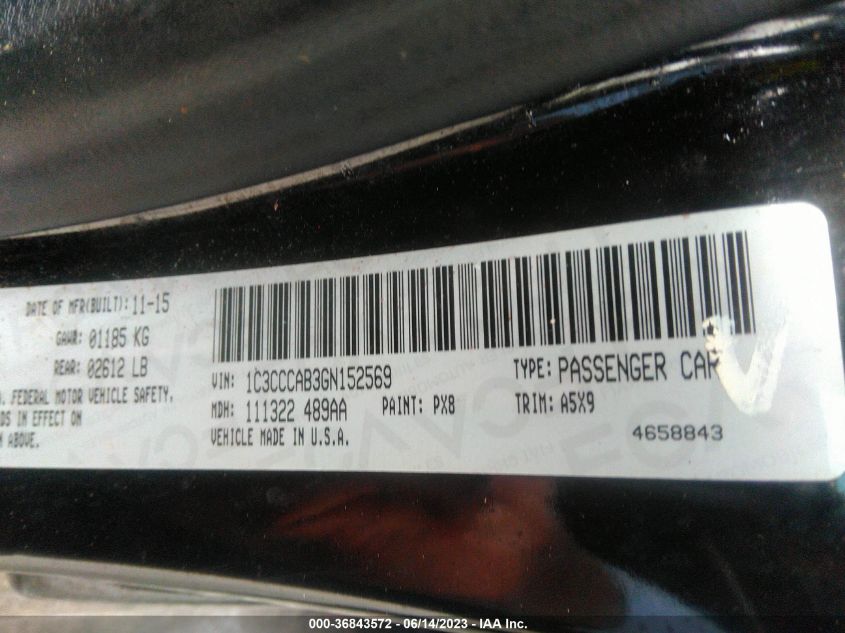 DATE OF MFR(BUILT): 11-15
GAWR: 01185 KG
REAR: 02612 LB
. FEDERAL MOTOR VEHICLE SAFETY,
DS IN EFFECT ON
ABOVE.
VIN: 1C3CCCAB3GN152569
TYPE: PASSENGER CAR
MDH: 111322 489AA PAINT: PX8 TRIM: A5X9
VEHICLE MADE IN U.S.A.
4658843
000-36843572 - 06/14/2023 - IAA Inc.